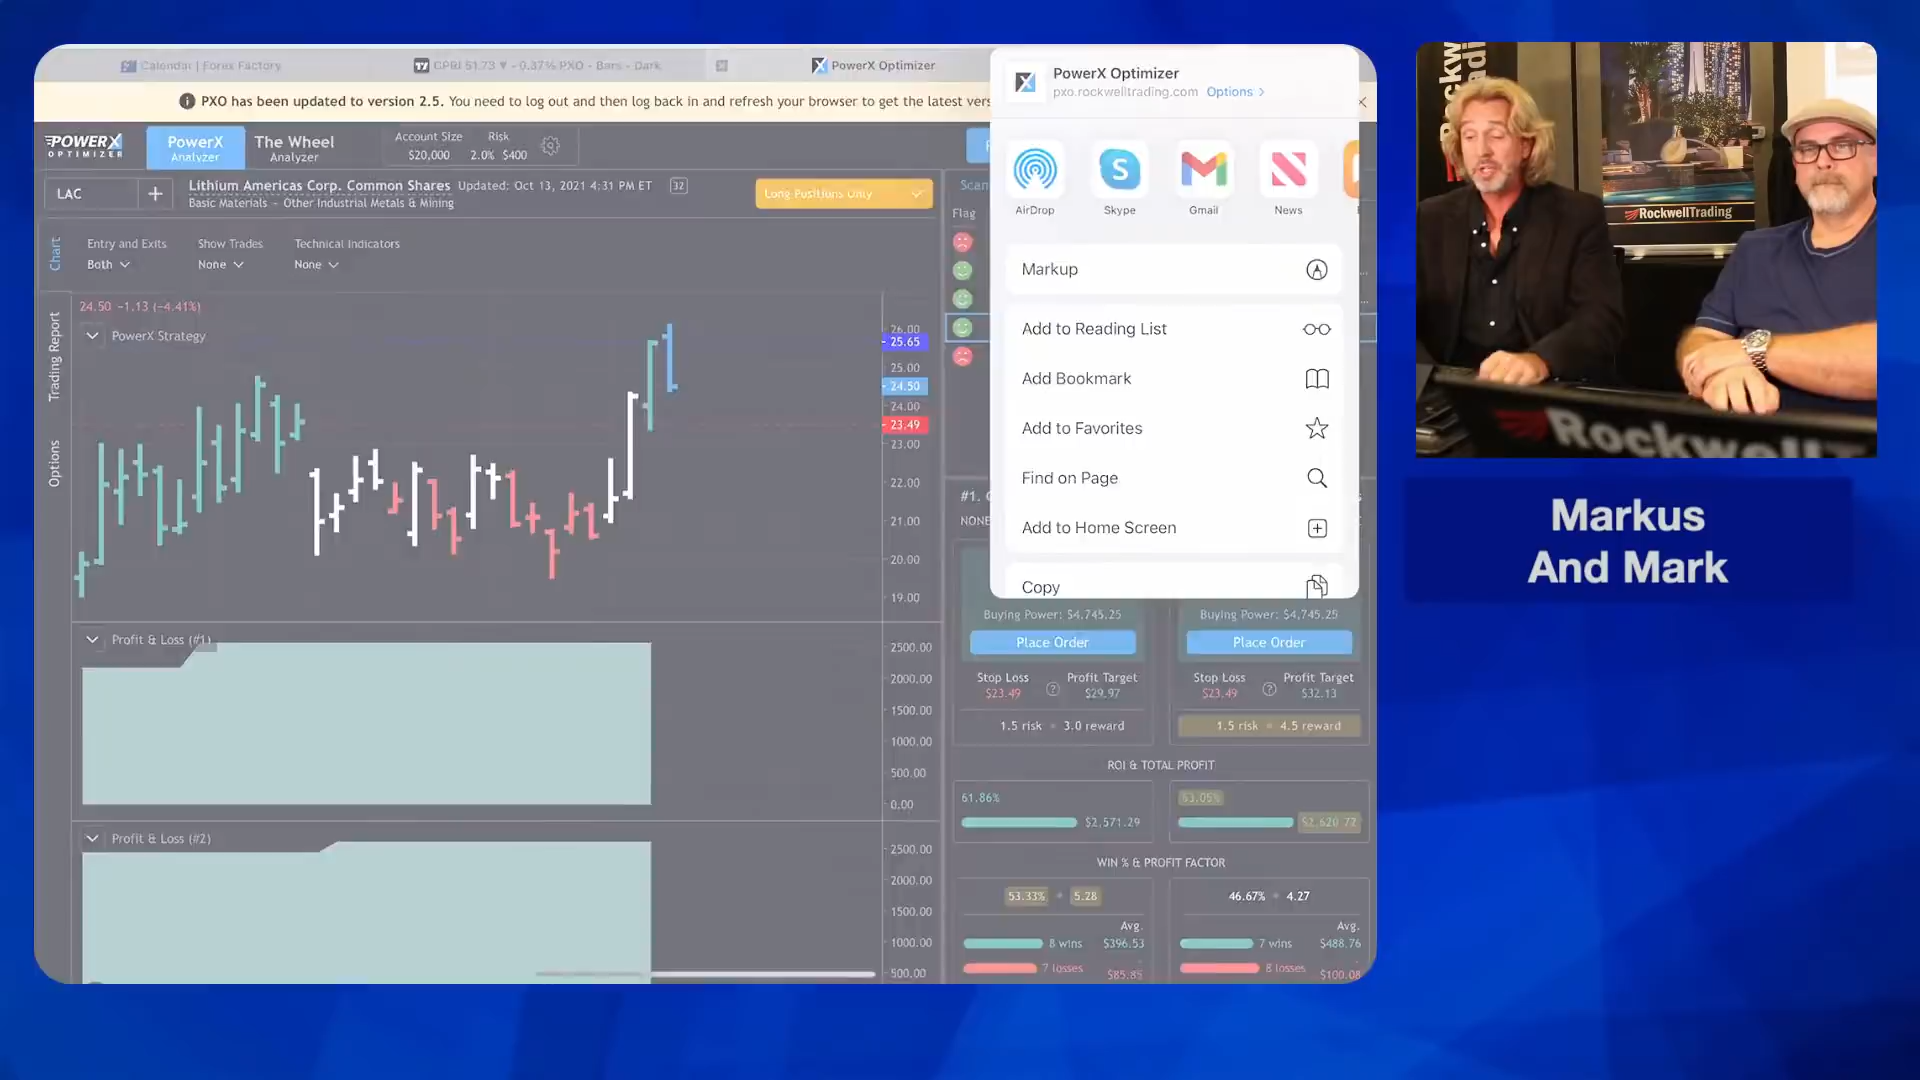 Calendar | Forex Factory
CPRI 51.73 ▼ -0.37% PXO - Bars - Dark
PowerX Optimizer
PXO has been updated to version 2.5. You need to log out and then log back in and refresh your browser to get the latest vers
POWERX
OPTIMIZER
PowerX
Analyzer
The Wheel
Analyzer
Account Size
$20,000
Risk
2.0% $400
LAC
Lithium Americas Corp. Common Shares Updated: Oct 13, 2021 4:31 PM ET 32
Basic Materials - Other Industrial Metals & Mining
Long Positions Only
Scan
Flag
Chart
Trading Report
Options
Entry and Exits
Both
Show Trades
None
Technical Indicators
None
24.50 -1.13 (-4.41%)
PowerX Strategy
26.00
25.65
25.00
24.50
24.00
23.49
23.00
22.00
21.00
20.00
19.00
Profit & Loss (#1)
2500.00
2000.00
1500.00
1000.00
500.00
0.00
Profit & Loss (#2)
2500.00
2000.00
1500.00
1000.00
500.00
PowerX Optimizer
pxo.rockwelltrading.com Options >
AirDrop
Skype
Gmail
News
Markup
Add to Reading List
Add Bookmark
Add to Favorites
Find on Page
Add to Home Screen
Copy
#1.
NONE
Buying Power: $4,745.25
Place Order
Stop Loss
$23.49
Profit Target
$29.97
1.5 risk = 3.0 reward
Buying Power: $4,745.25
Place Order
Stop Loss
$23.49
Profit Target
$32.13
1.5 risk = 4.5 reward
ROI & TOTAL PROFIT
61.86%
$2,571.29
63.05%
$2,620.72
WIN % & PROFIT FACTOR
53.33% 5.28
Avg.
8 wins $396.53
7 losses $85.85
46.67% 4.27
Avg.
7 wins $488.76
8 losses $100.08
RockwellTrading
Markus
And Mark